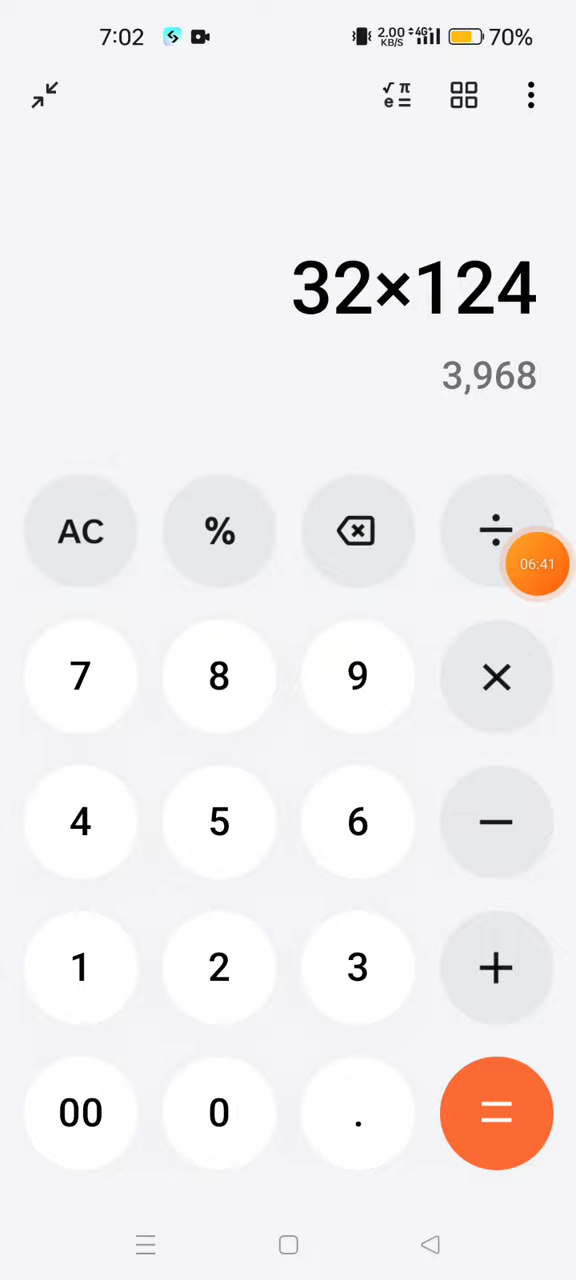 7:02 2.00 KB/S 4G+ 70%
√ π
e =
32×124
3,968
AC % ÷
06:41
7 8 9 ×
4 5 6 −
1 2 3 +
00 0 . =